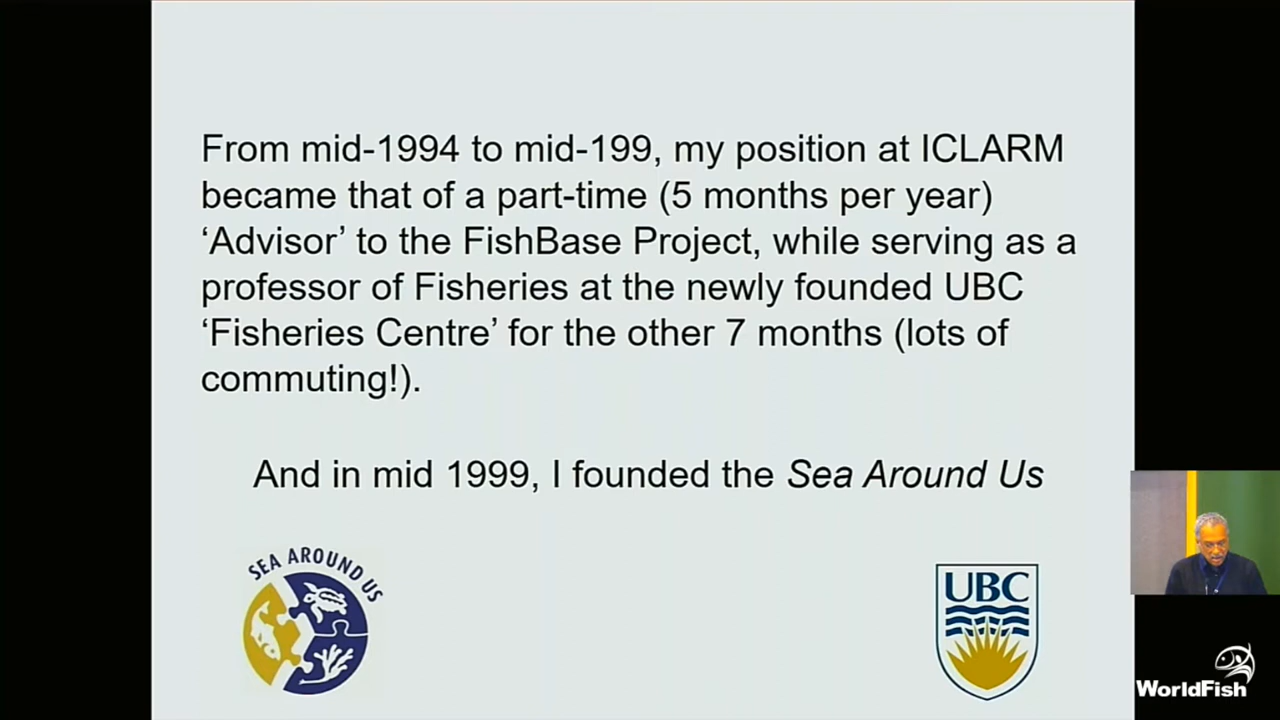 From mid-1994 to mid-199, my position at ICLARM
became that of a part-time (5 months per year)
‘Advisor’ to the FishBase Project, while serving as a
professor of Fisheries at the newly founded UBC
‘Fisheries Centre’ for the other 7 months (lots of
commuting!).
And in mid 1999, I founded the Sea Around Us
SEA AROUND US
UBC
WorldFish